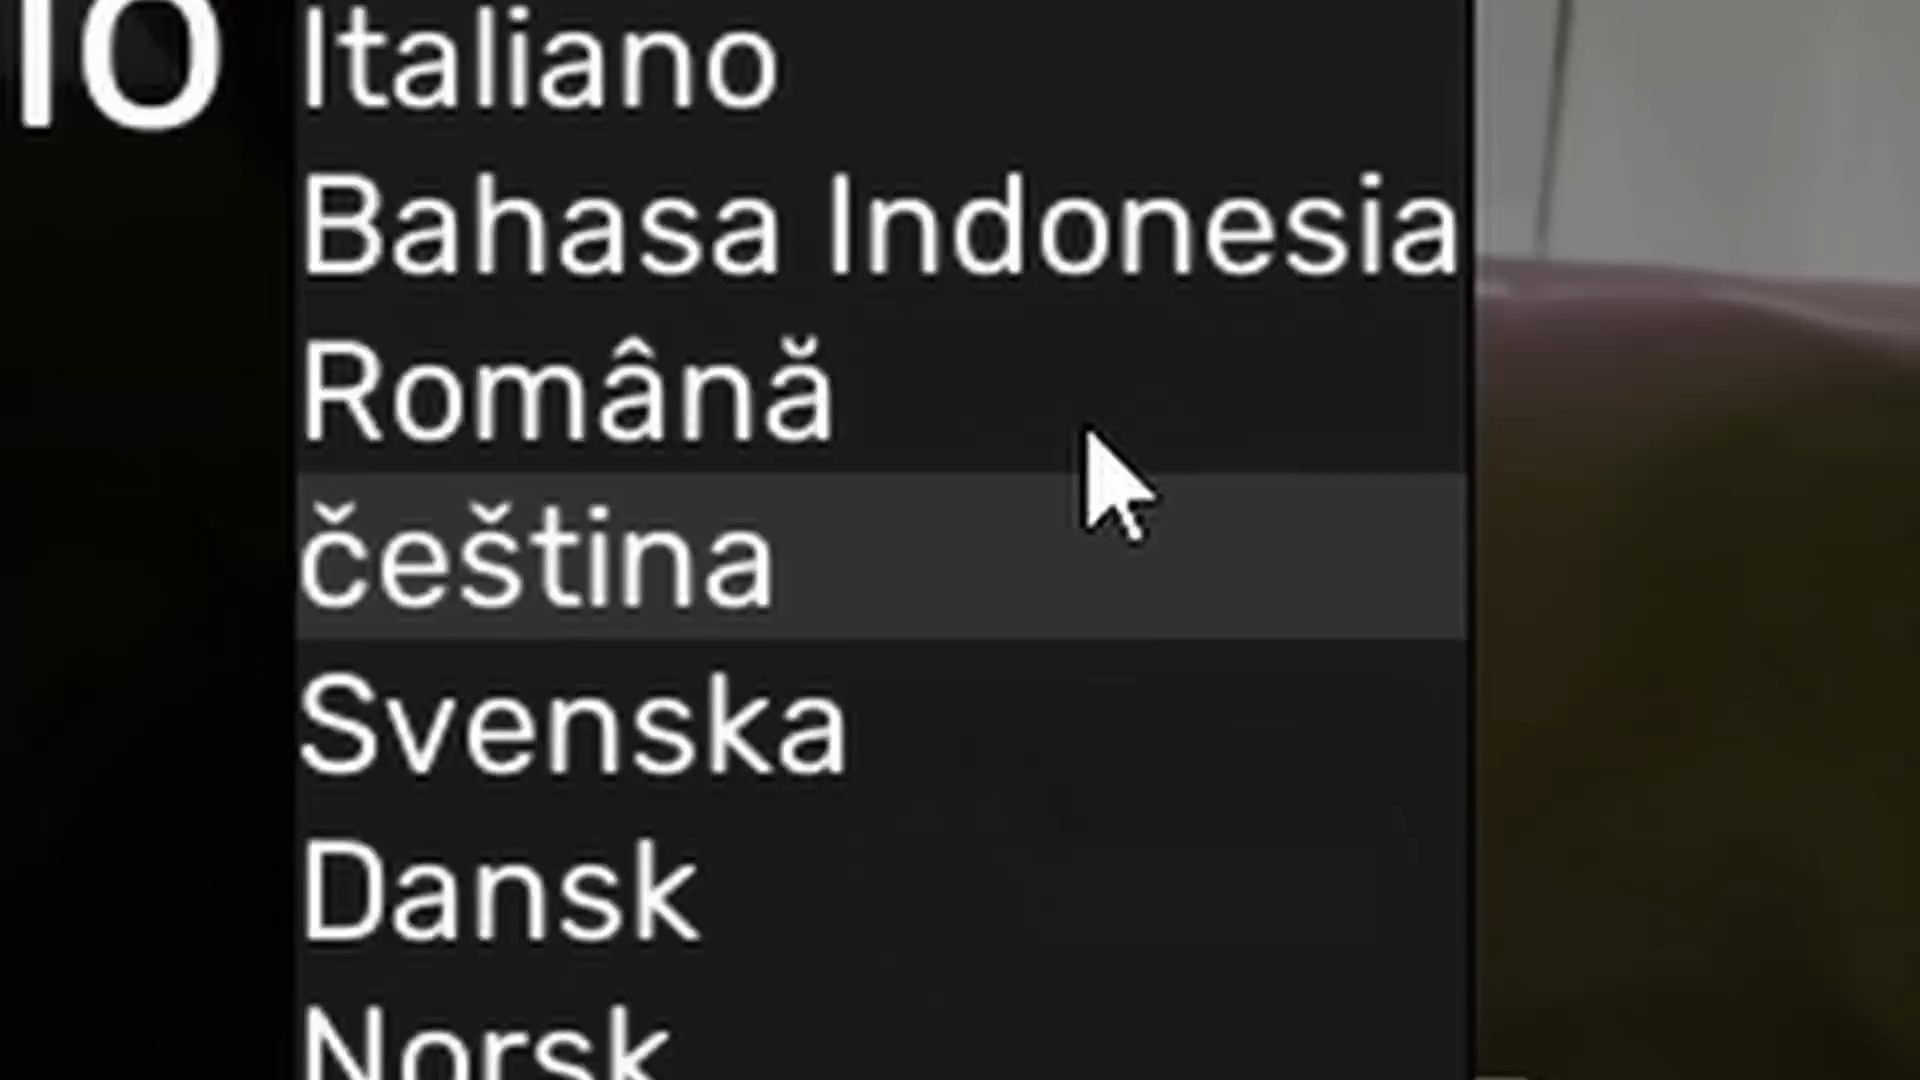 Italiano
Bahasa Indonesia
Română
čeština
Svenska
Dansk
Norsk